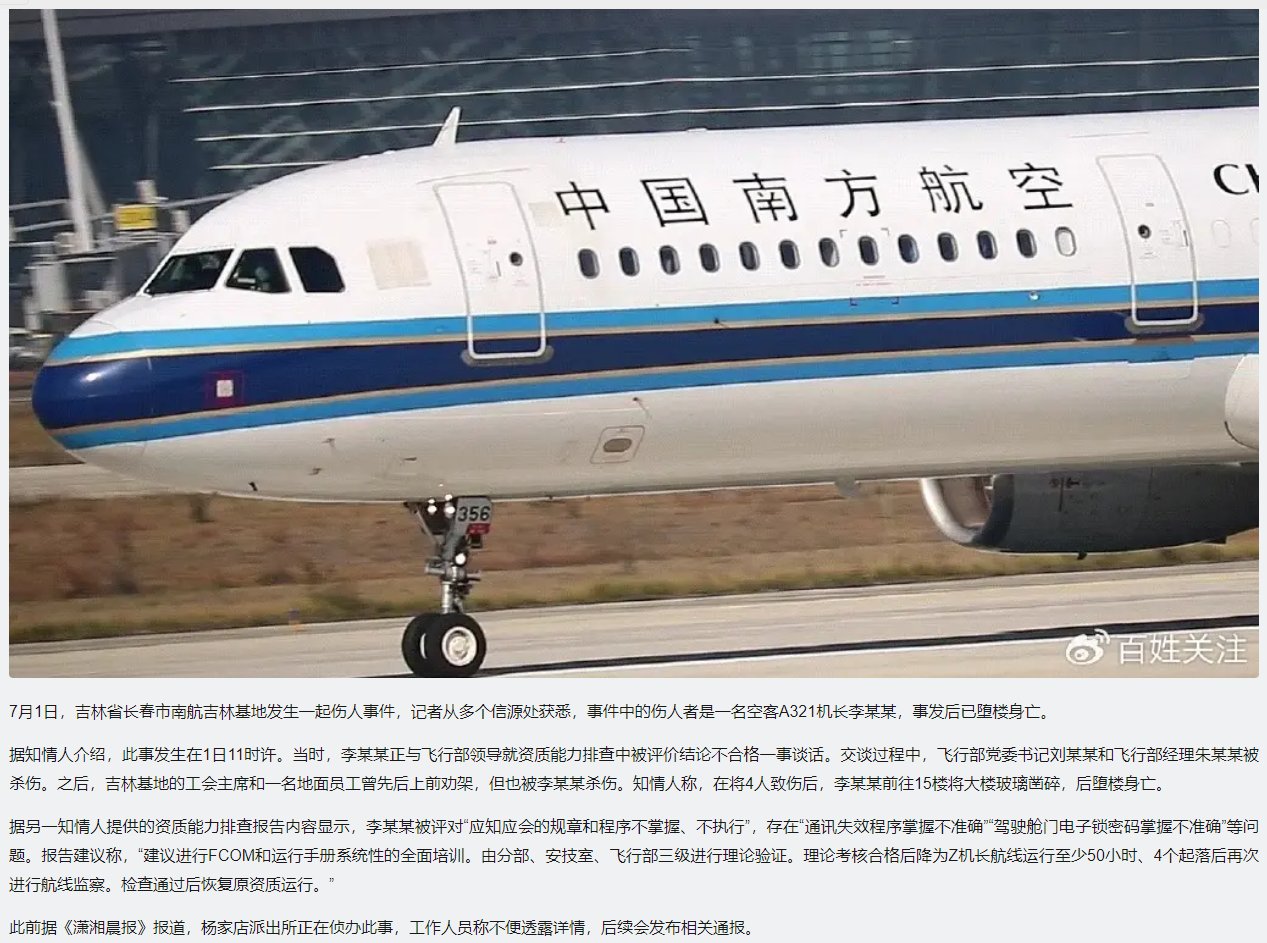 中国南方航空 CH
356
百姓关注
7月1日，吉林省长春市南航吉林基地发生一起伤人事件，记者从多个信源处获悉，事件中的伤人者是一名空客A321机长李某某，事发后已堕楼身亡。
据知情人介绍，此事发生在1日11时许。当时，李某某正与飞行部领导就资质能力排查中被评价结论不合格一事谈话。交谈过程中，飞行部党委书记刘某某和飞行部经理朱某某被
杀伤。之后，吉林基地的工会主席和一名地面员工曾先后上前劝架，但也被李某某杀伤。知情人称，在将4人致伤后，李某某前往15楼将大楼玻璃凿碎，后堕楼身亡。
据另一知情人提供的资质能力排查报告内容显示，李某某被评对“应知应会的规章和程序不掌握、不执行”，存在“通讯失效程序掌握不准确”“驾驶舱门电子锁密码掌握不准确”等问
题。报告建议称，“建议进行FCOM和运行手册系统性的全面培训。由分部、安技室、飞行部三级进行理论验证。理论考核合格后降为Z机长航线运行至少50小时、4个起落后再次
进行航线监察。检查通过后恢复原资质运行。”
此前据《潇湘晨报》报道，杨家店派出所正在侦办此事，工作人员称不便透露详情，后续会发布相关通报。